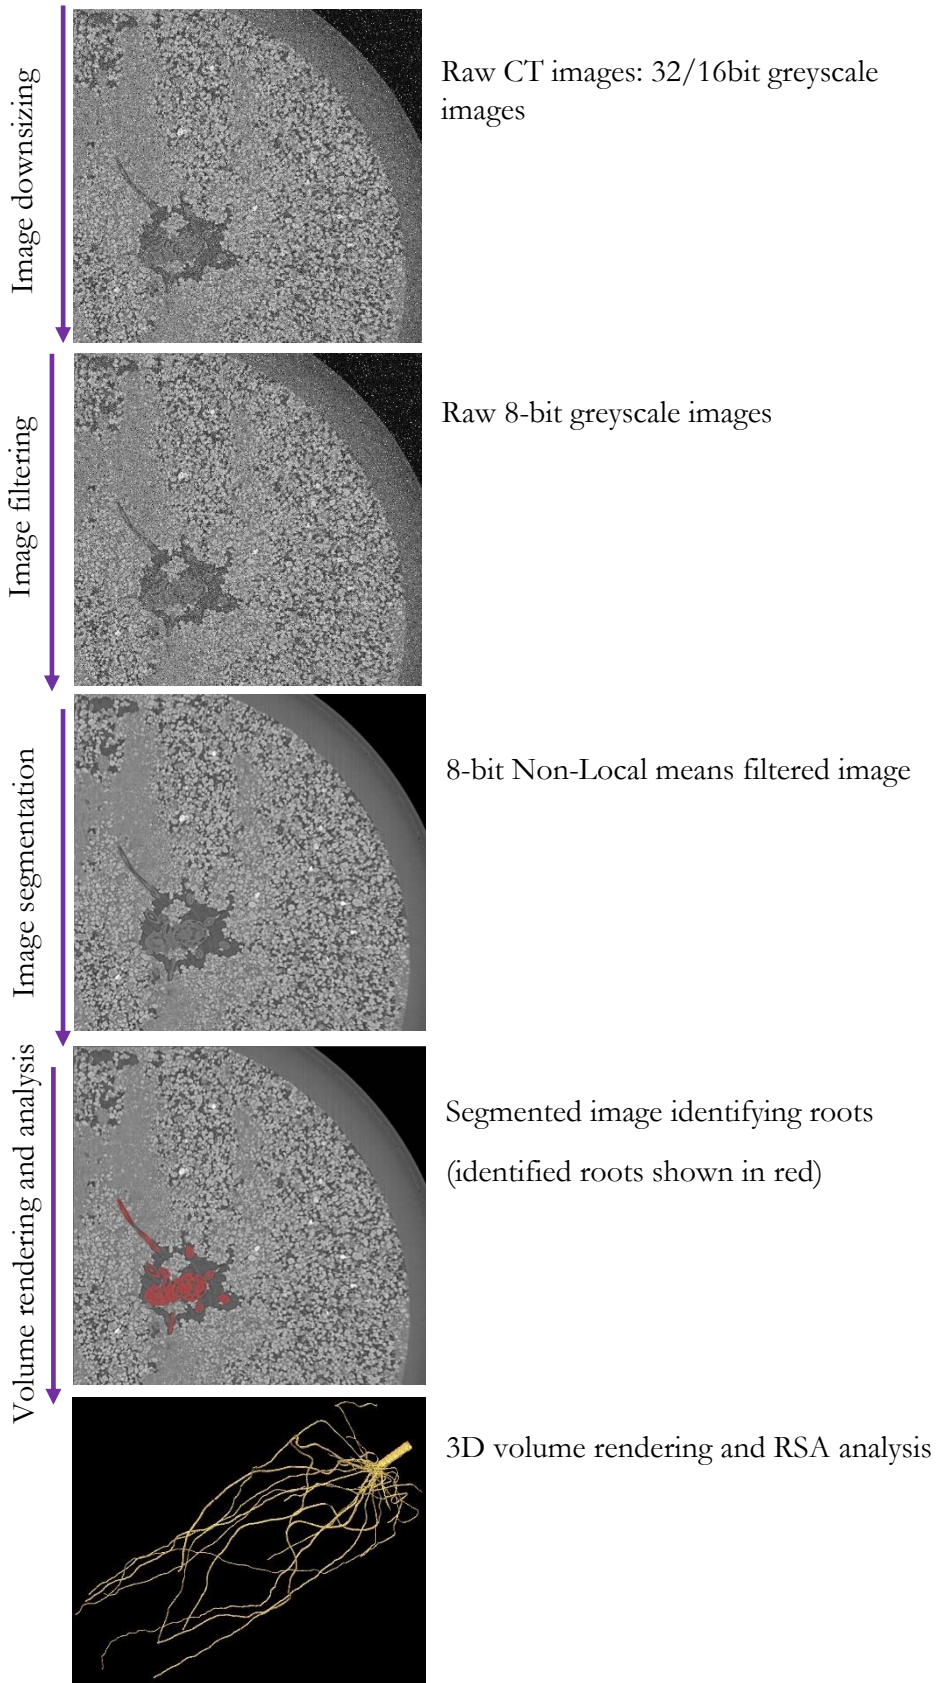 Image downsizing
Raw CT images: 32/16bit greyscale
images
Image filtering
Raw 8-bit greyscale images
Image segmentation
8-bit Non-Local means filtered image
Volume rendering and analysis
Segmented image identifying roots
(identified roots shown in red)
3D volume rendering and RSA analysis